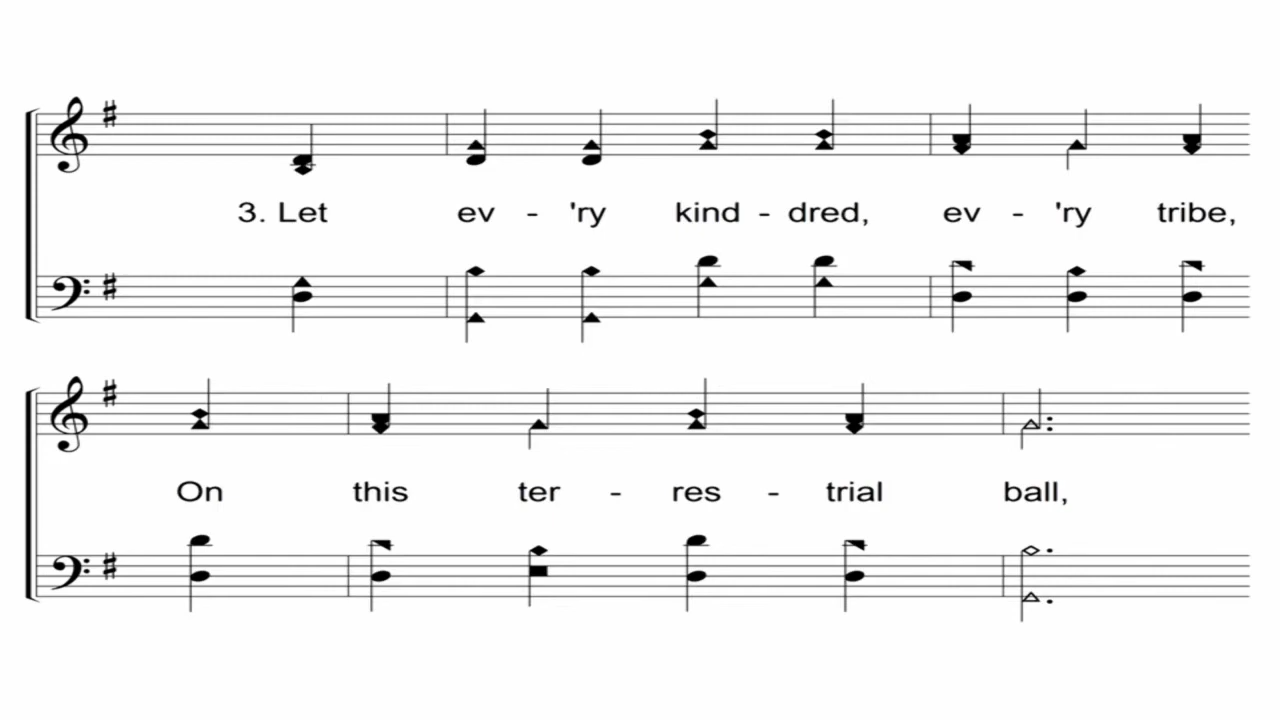 3. Let ev - 'ry kind - dred, ev - 'ry tribe,
On this ter - res - trial ball,